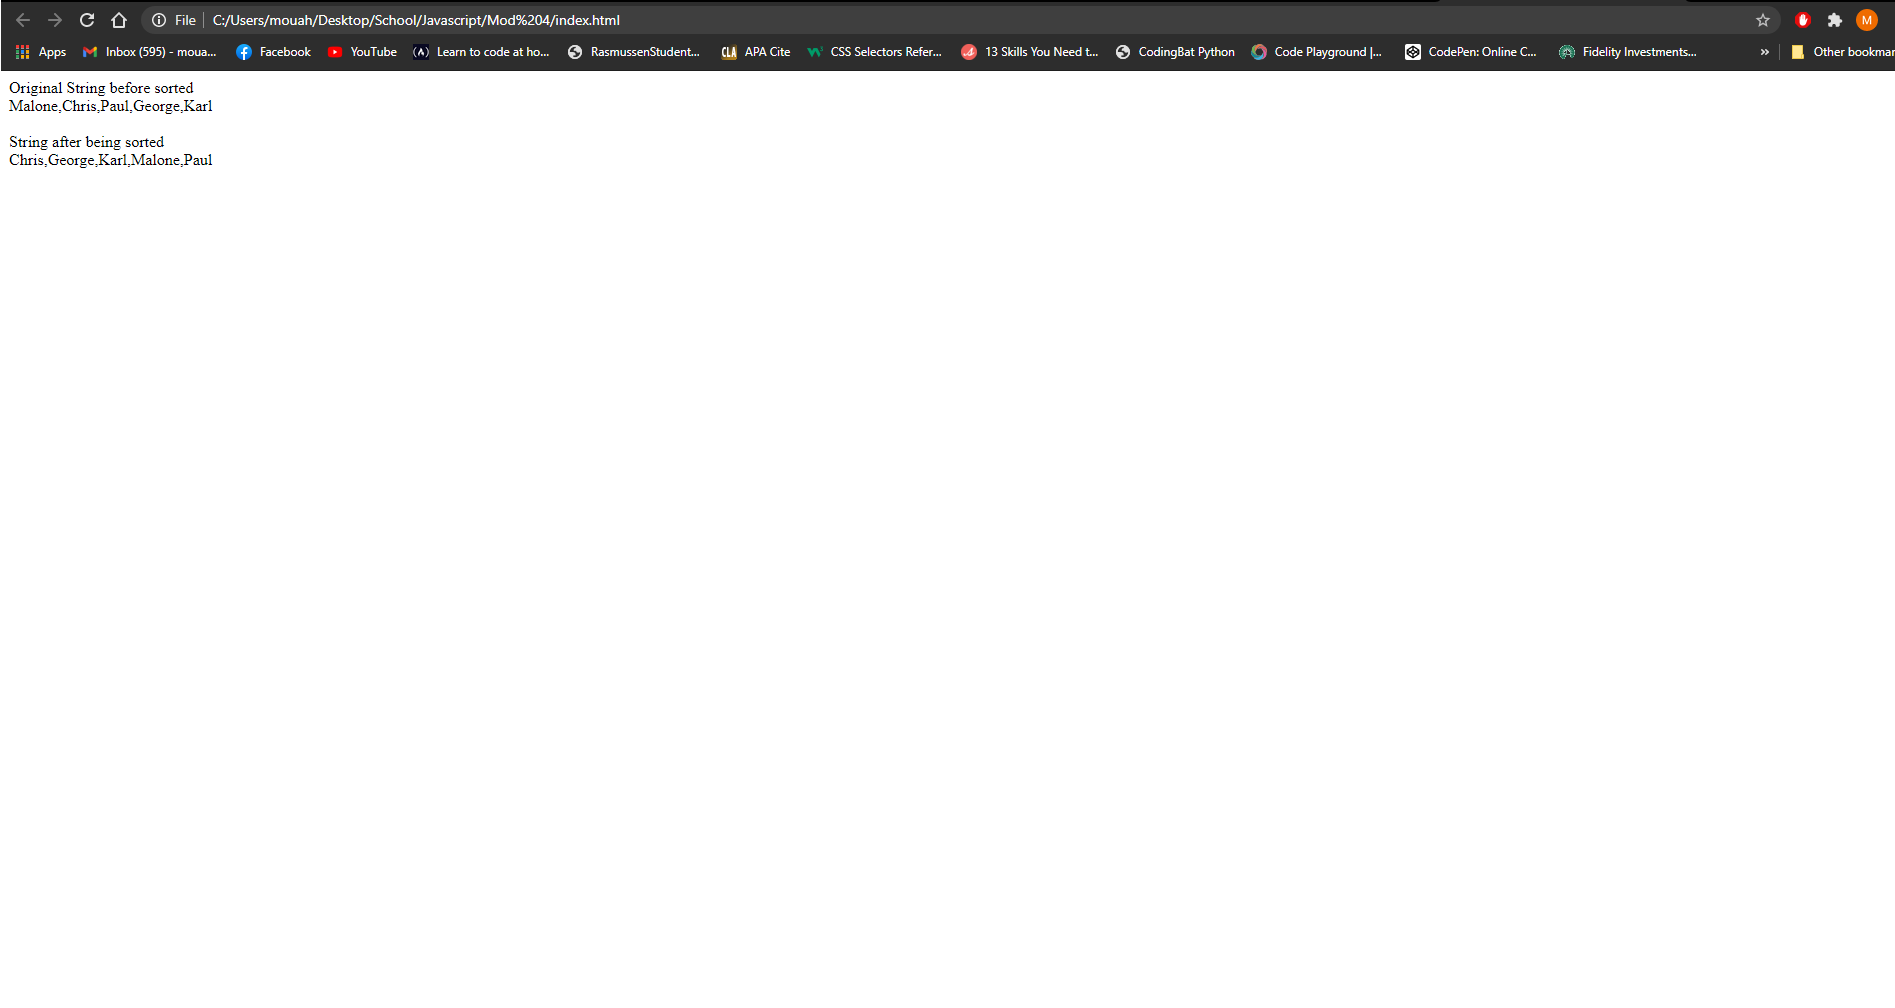 File C:/Users/mouah/Desktop/School/Javascript/Mod%204/index.html M
Apps Inbox (595) - moua... Facebook YouTube Learn to code at ho... RasmussenStudent... CLA APA Cite CSS Selectors Refer... 13 Skills You Need t... CodingBat Python Code Playground |... CodePen: Online C... Fidelity Investments... » Other bookmar
Original String before sorted
Malone,Chris,Paul,George,Karl
String after being sorted
Chris,George,Karl,Malone,Paul